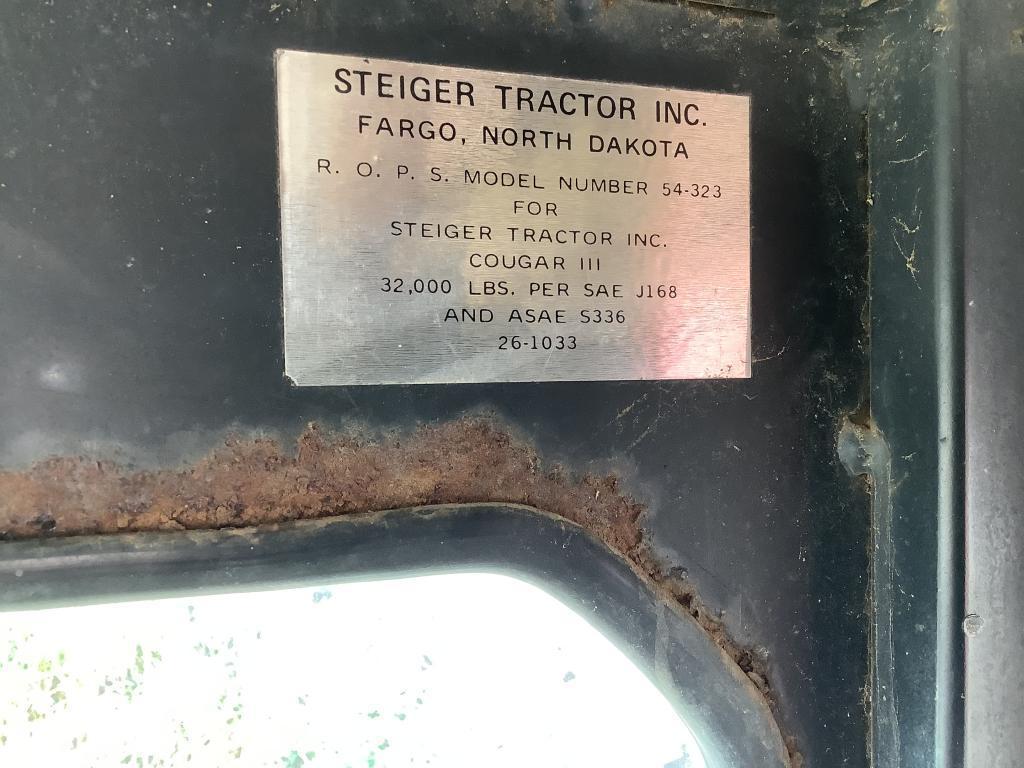 STEIGER TRACTOR INC.
FARGO, NORTH DAKOTA
R. O. P. S. MODEL NUMBER 54-323
FOR
STEIGER TRACTOR INC.
COUGAR III
32,000 LBS. PER SAE J168
AND ASAE S336
26-1033